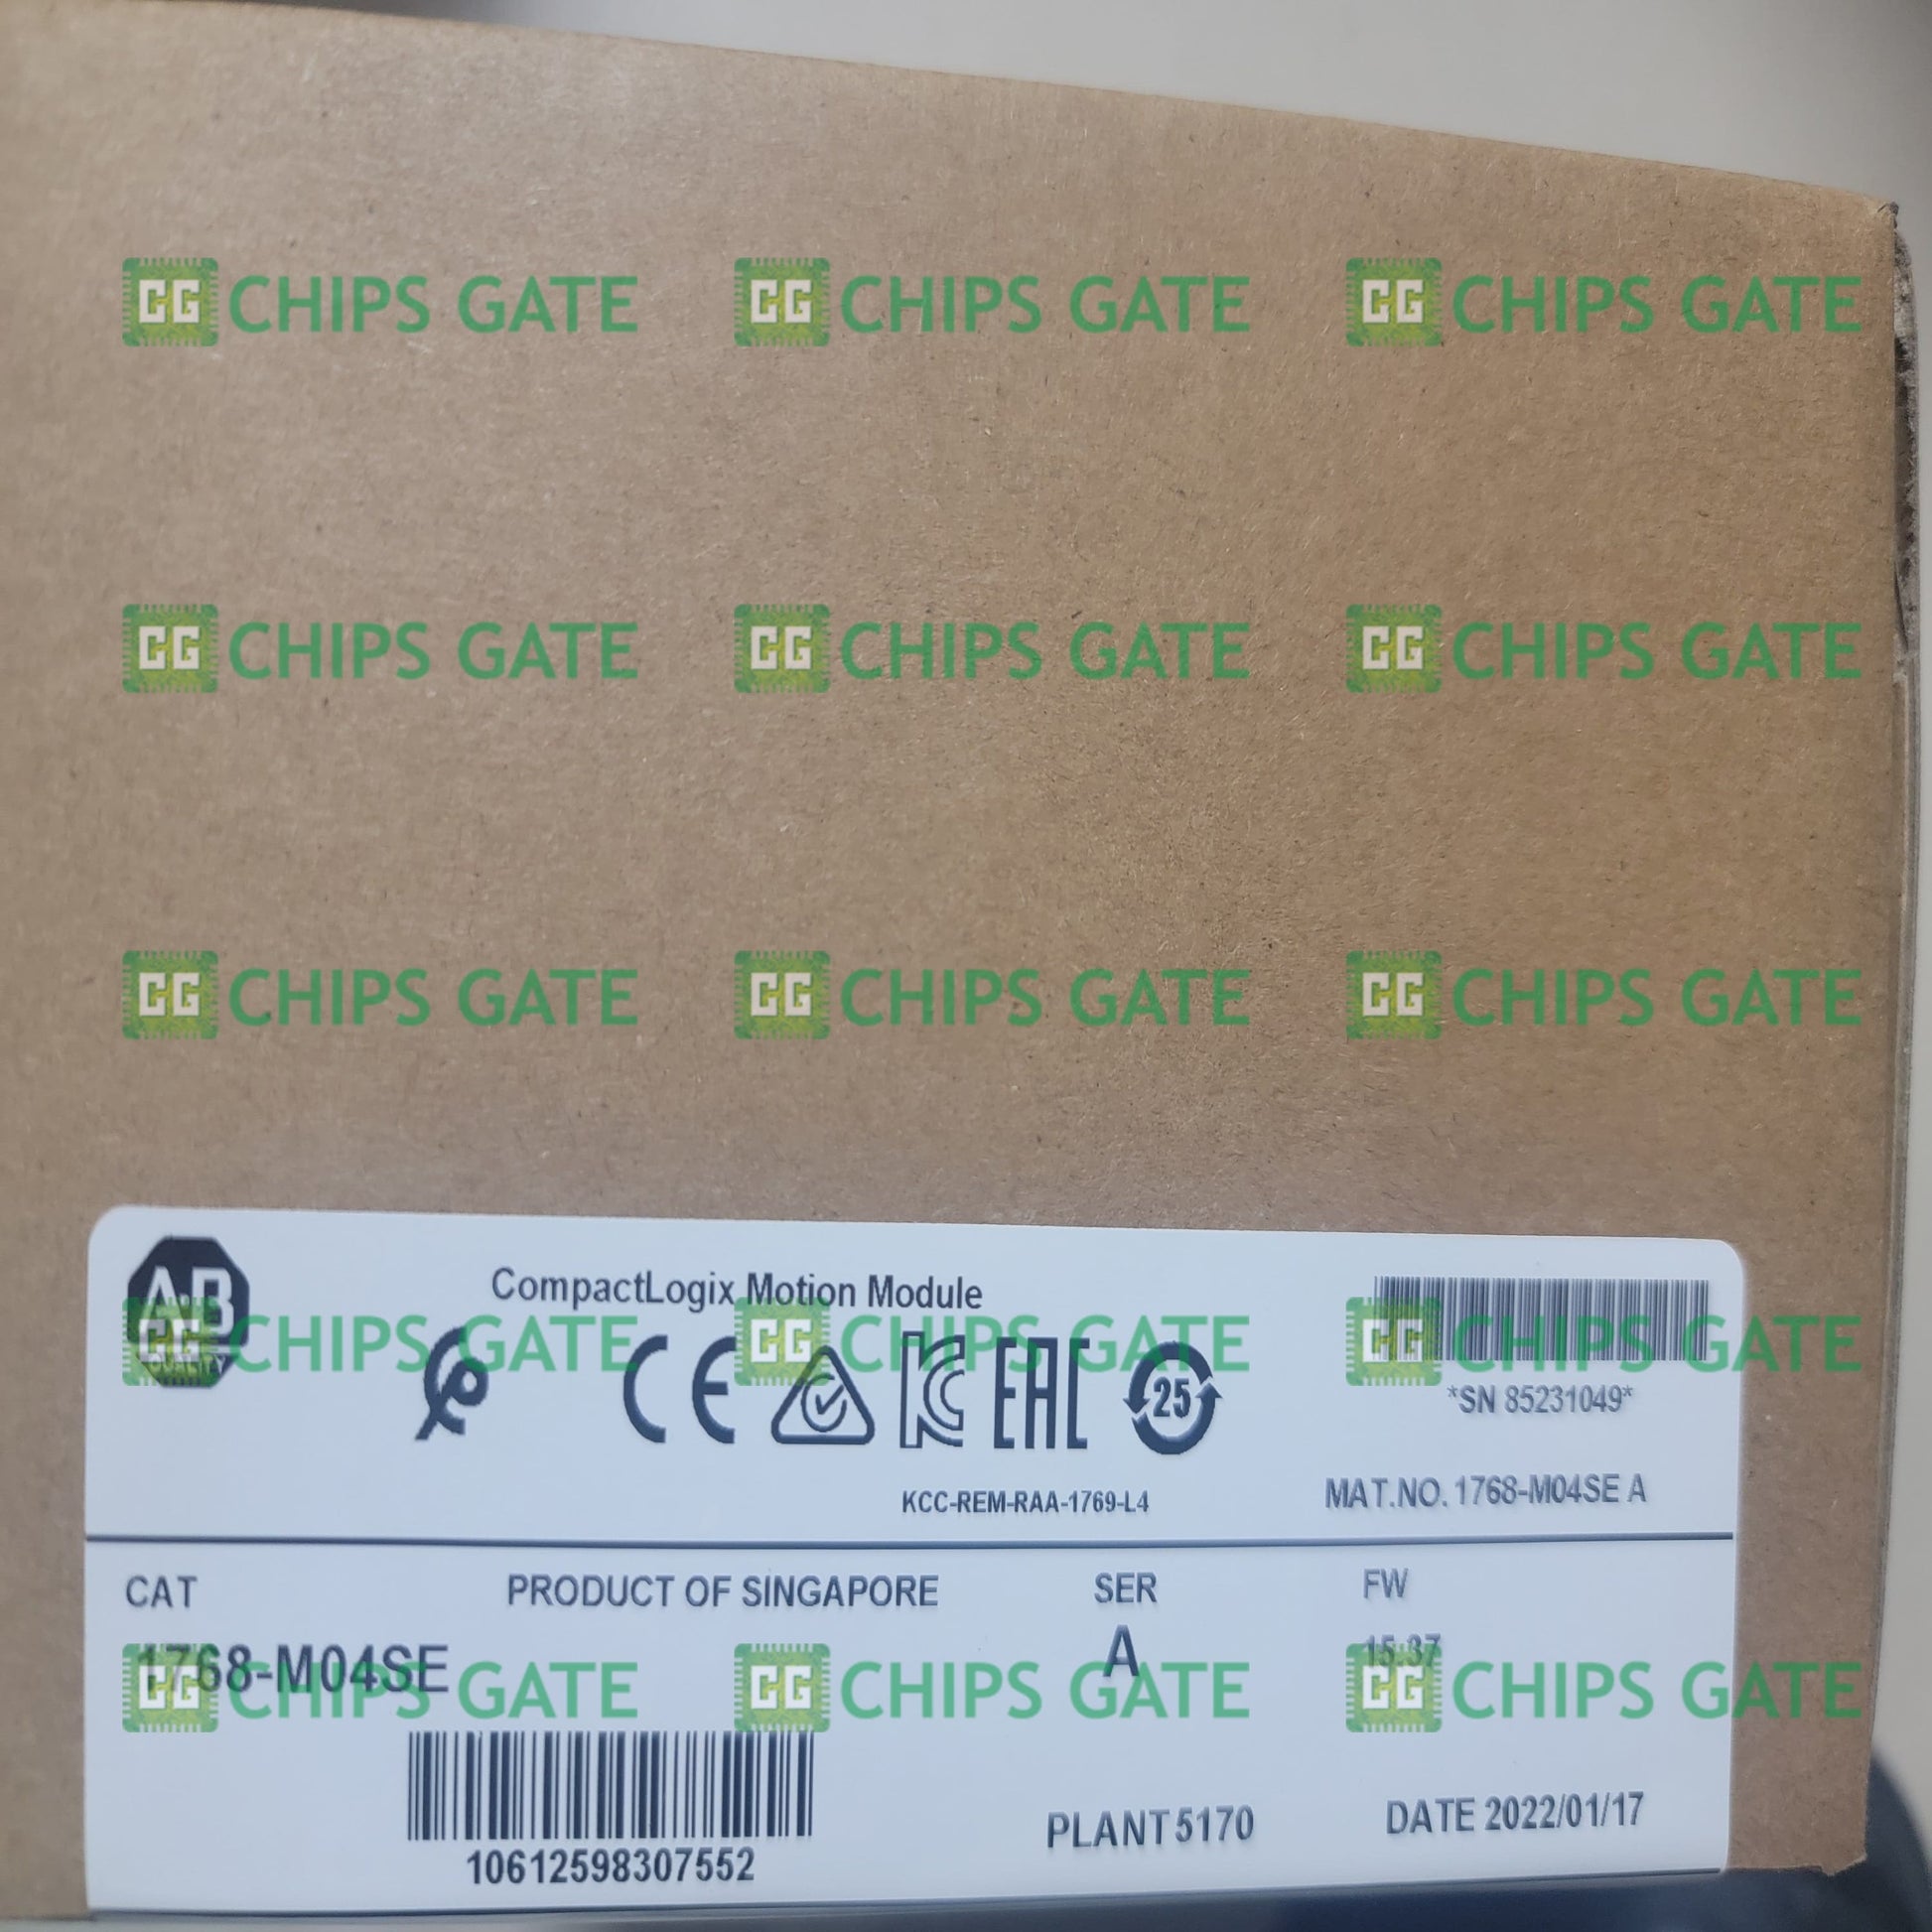 CG CHIPS GATE CG CHIPS GATE CG CHIPS GATE
CG CHIPS GATE CG CHIPS GATE CG CHIPS GATE
CG CHIPS GATE CG CHIPS GATE CG CHIPS GATE
A·B
QUALITY
CompactLogix Motion Module
CG CHIPS GATE CG CHIPS GATE CG CHIPS GATE
CE KC EAC 25
*SN 85231049*
KCC-REM-RAA-1769-L4
MAT.NO. 1768-M04SE A
CAT PRODUCT OF SINGAPORE SER FW
1768-M04SE A 15.37
CG CHIPS GATE CG CHIPS GATE CG CHIPS GATE
PLANT 5170 DATE 2022/01/17
10612598307552